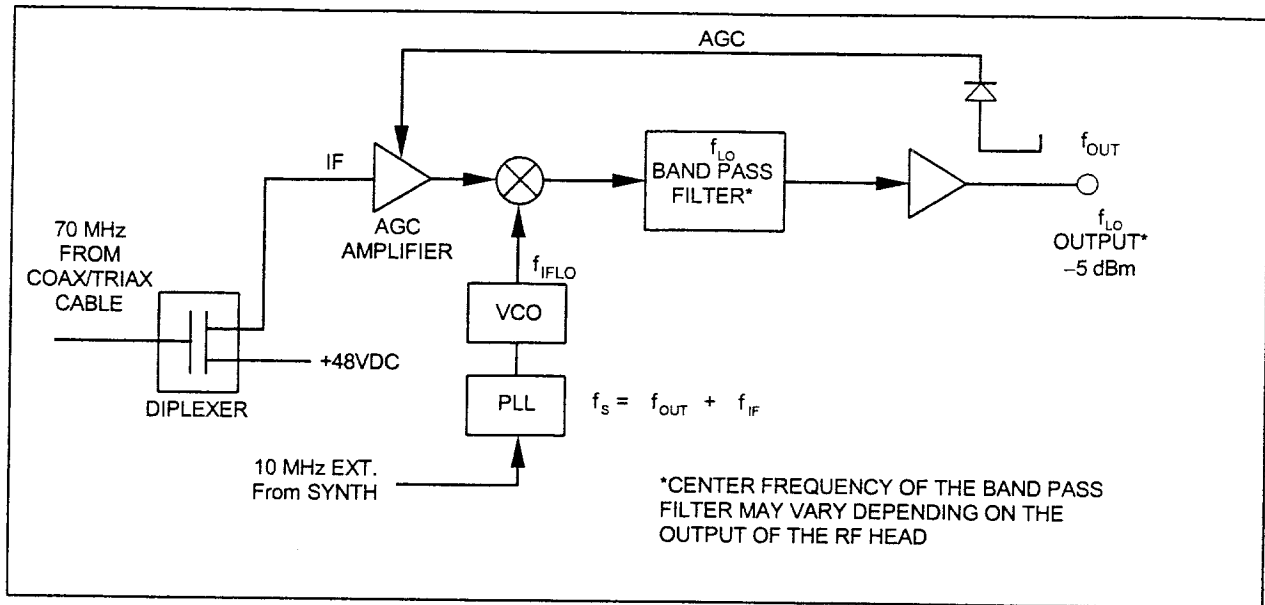 AGC
IF
AGC
AMPLIFIER
70 MHz
FROM
COAX/TRIAX
CABLE
DIPLEXER
+48VDC
f_IFLO
VCO
PLL
f_S = f_OUT + f_IF
10 MHz EXT.
From SYNTH
f_LO
BAND PASS
FILTER*
f_OUT
f_LO
OUTPUT*
–5 dBm
*CENTER FREQUENCY OF THE BAND PASS
FILTER MAY VARY DEPENDING ON THE
OUTPUT OF THE RF HEAD